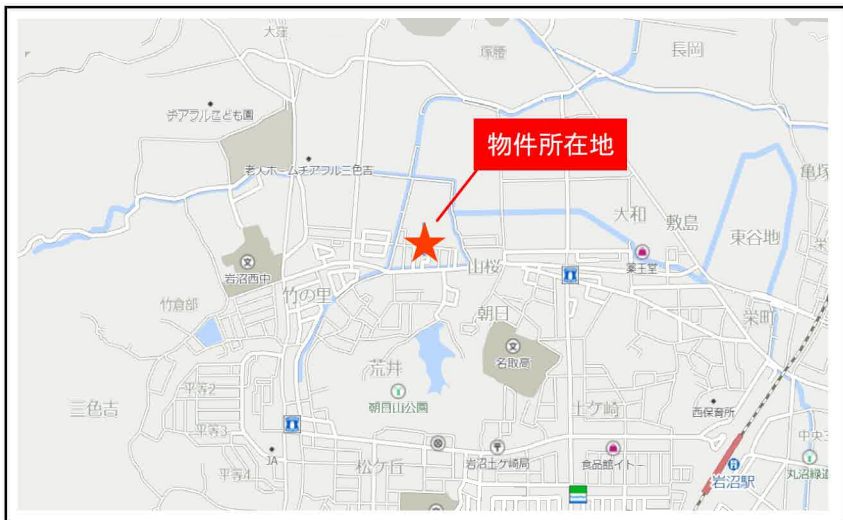 大窪
塚腰
長岡
チアフルこども園
物件所在地
老人ホームチアフル三色吉
亀塚
大和
敷島
東谷地
岩沼西中
山桜
薬王堂
竹の里
竹倉部
朝日
栄町
名取高
荒井
平等2
朝日山公園
三色吉
土ケ崎
西保育所
平等3
JA
松ケ丘
岩沼土ケ崎局
食品館イトー
中央3
平等4
岩沼駅
丸沼緑道